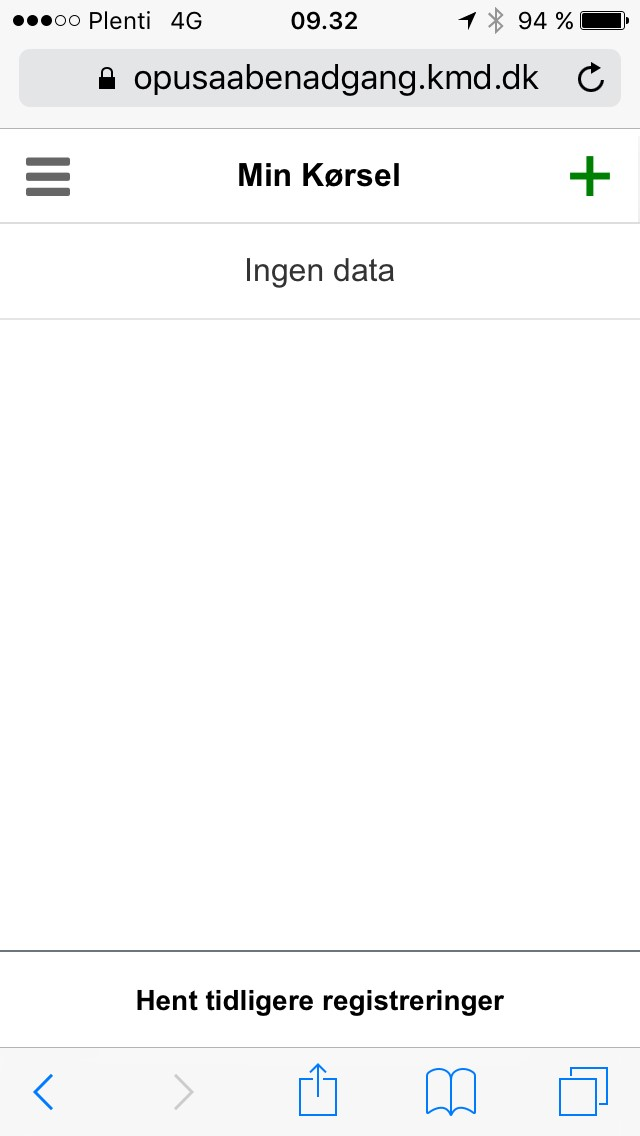 Plenti 4G 09.32 94 %
opusaabenadgang.kmd.dk
Min Kørsel
Ingen data
Hent tidligere registreringer